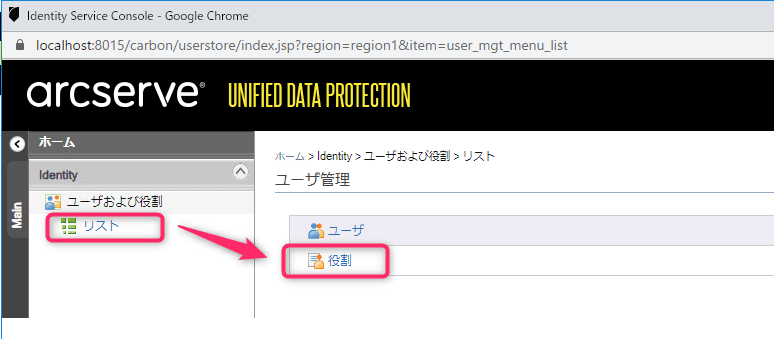 Identity Service Console - Google Chrome
localhost:8015/carbon/userstore/index.jsp?region=region1&item=user_mgt_menu_list
arcserve® UNIFIED DATA PROTECTION
ホーム
Main
Identity
ユーザおよび役割
リスト
ホーム > Identity > ユーザおよび役割 > リスト
ユーザ管理
ユーザ
役割